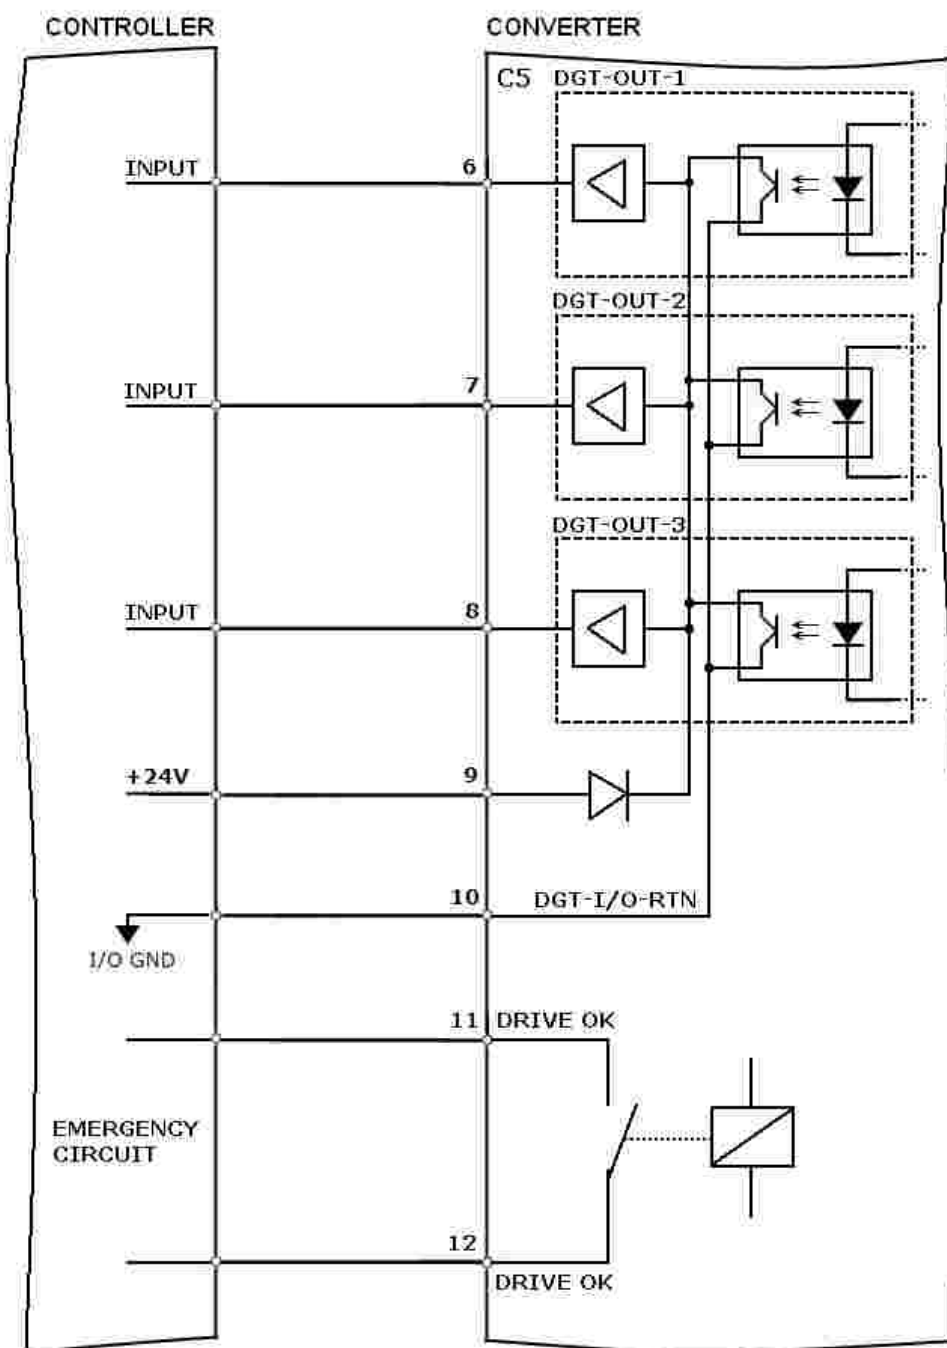 CONTROLLER
CONVERTER
C5
DGT-OUT-1
INPUT
6
DGT-OUT-2
INPUT
7
DGT-OUT-3
INPUT
8
+24V
9
10
DGT-I/O-RTN
I/O GND
11
DRIVE OK
EMERGENCY
CIRCUIT
12
DRIVE OK